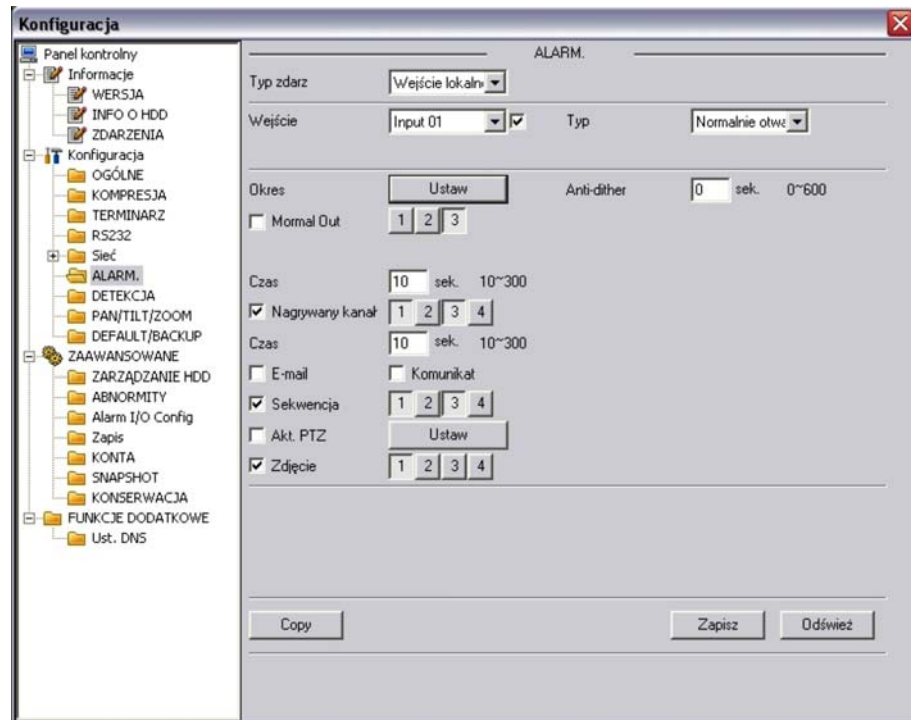 Konfiguracja
Panel kontrolny
Informacje
WERSJA
INFO O HDD
ZDARZENIA
Konfiguracja
OGÓLNE
KOMPRESJA
TERMINARZ
RS232
Sieć
ALARM.
DETEKCJA
PAN/TILT/ZOOM
DEFAULT/BACKUP
ZAAWANSOWANE
ZARZĄDZANIE HDD
ABNORMITY
Alarm I/O Config
Zapis
KONTA
SNAPSHOT
KONSERWACJA
FUNKCJE DODATKOWE
Ust. DNS
ALARM.
Typ zdarz Wejście lokaln
Wejście Input 01 Typ Normalnie otwa
Okres Ustaw Anti-dither 0 sek. 0~600
Mormal Out 1 2 3
Czas 10 sek. 10~300
Nagrywany kanał 1 2 3 4
Czas 10 sek. 10~300
E-mail Komunikat
Sekwencja 1 2 3 4
Akt. PTZ Ustaw
Zdjęcie 1 2 3 4
Copy Zapisz Odśwież